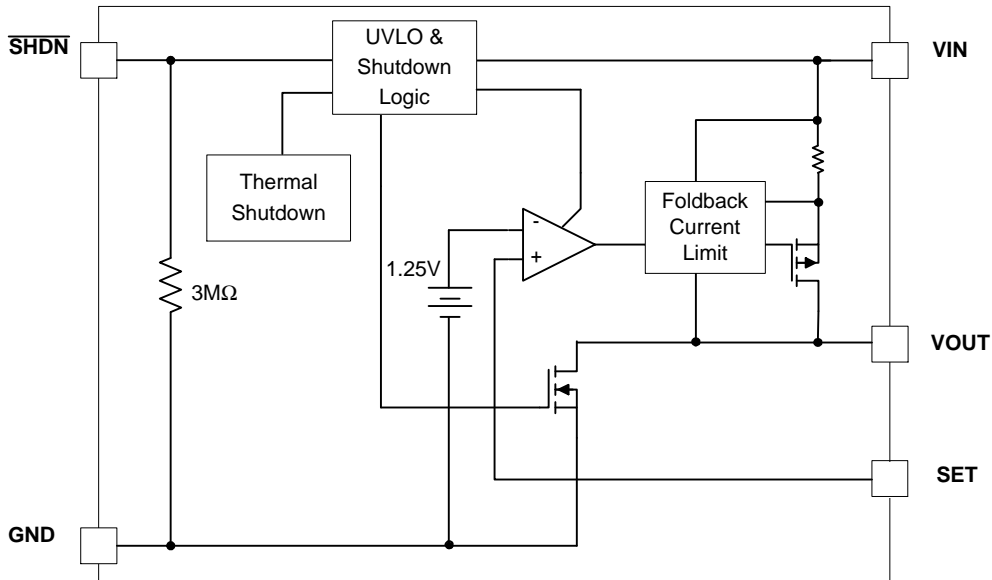 SHDN
UVLO &
Shutdown
Logic
VIN
Thermal
Shutdown
Foldback
Current
Limit
-
+
1.25V
3MΩ
VOUT
SET
GND